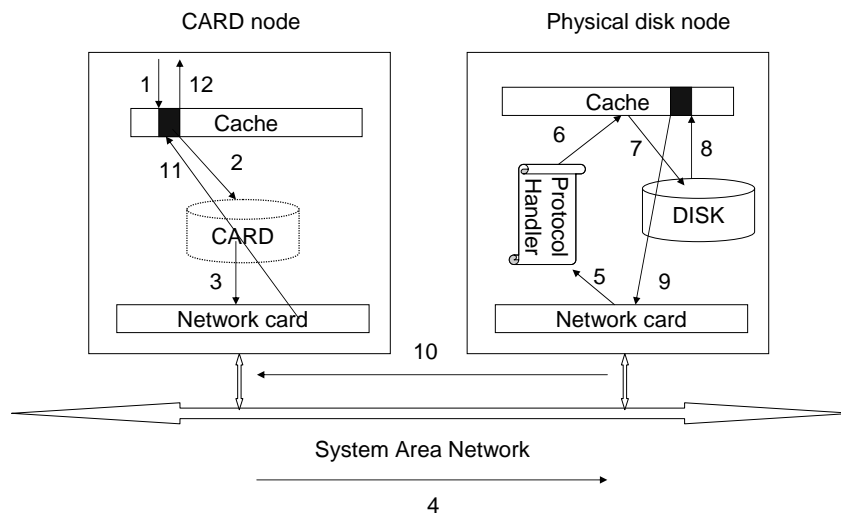 CARD node
Physical disk node
1
12
Cache
Cache
11
2
6
7
8
Protocol
Handler
CARD
DISK
3
5
9
Network card
Network card
10
System Area Network
4